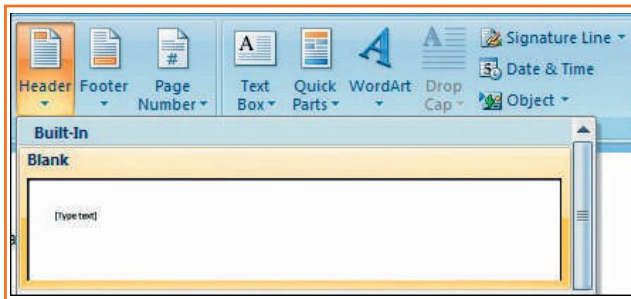 Header Footer Page Number
Text Box Quick Parts WordArt Drop Cap
Signature Line
Date & Time
Object
Built-In
Blank
[Type text]